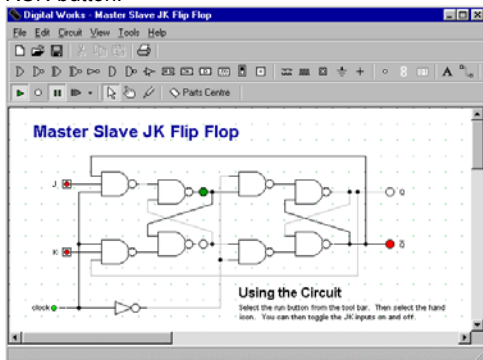 Digital Works - Master Slave JK Flip Flop
File Edit Circuit View Tools Help
Parts Centre
Master Slave JK Flip Flop
J
Q
K
Q̅
clock
Using the Circuit
Select the run button from the tool bar. Then select the hand
icon. You can then toggle the JK inputs on and off.